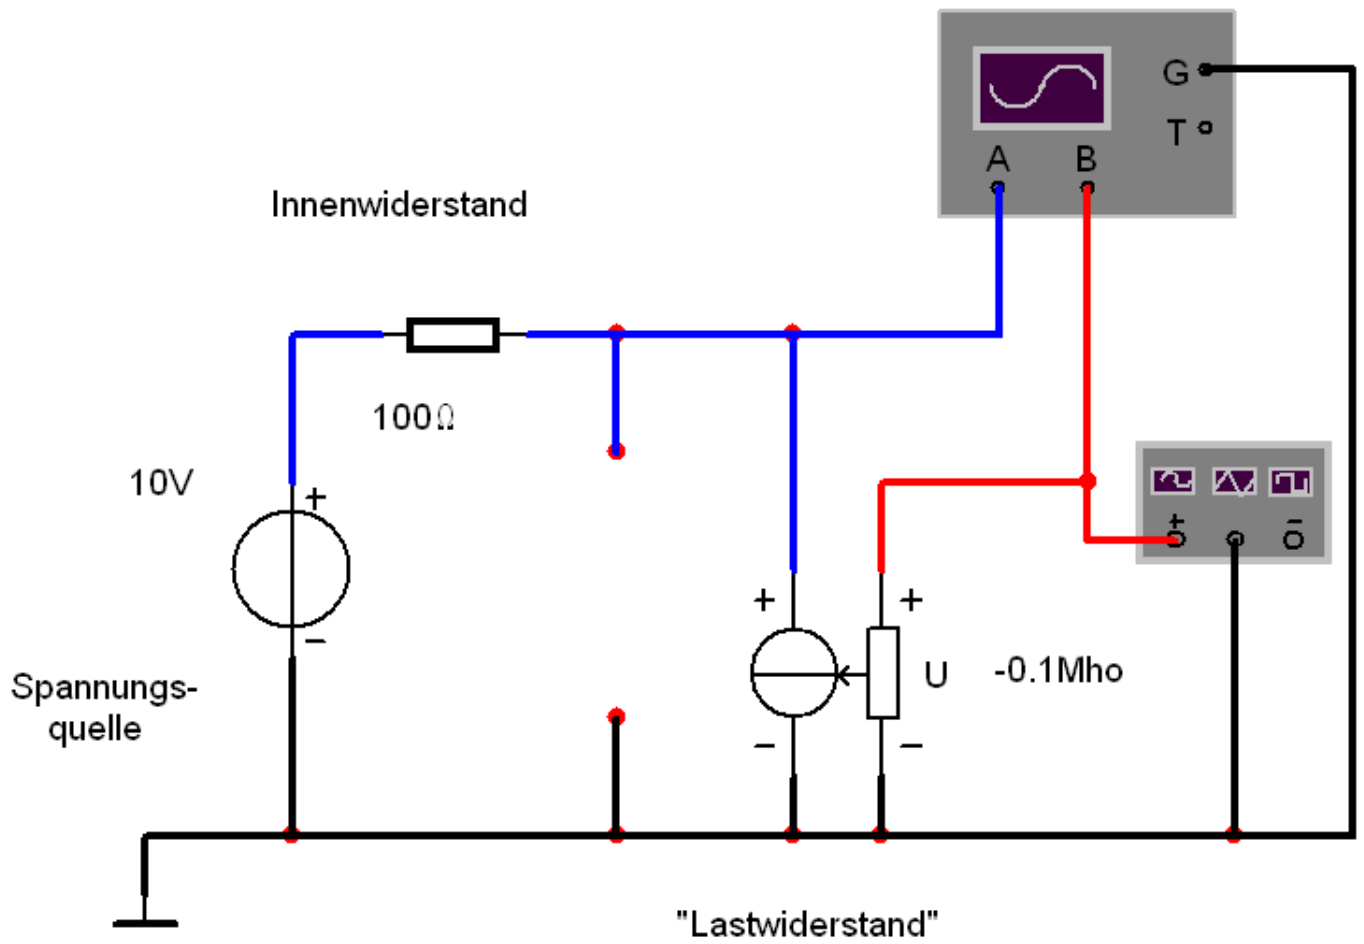 G
T
A B
Innenwiderstand
100Ω
10V
+
+
−
+
−
Spannungs-
quelle
+
+
U
-0.1Mho
−
−
"Lastwiderstand"